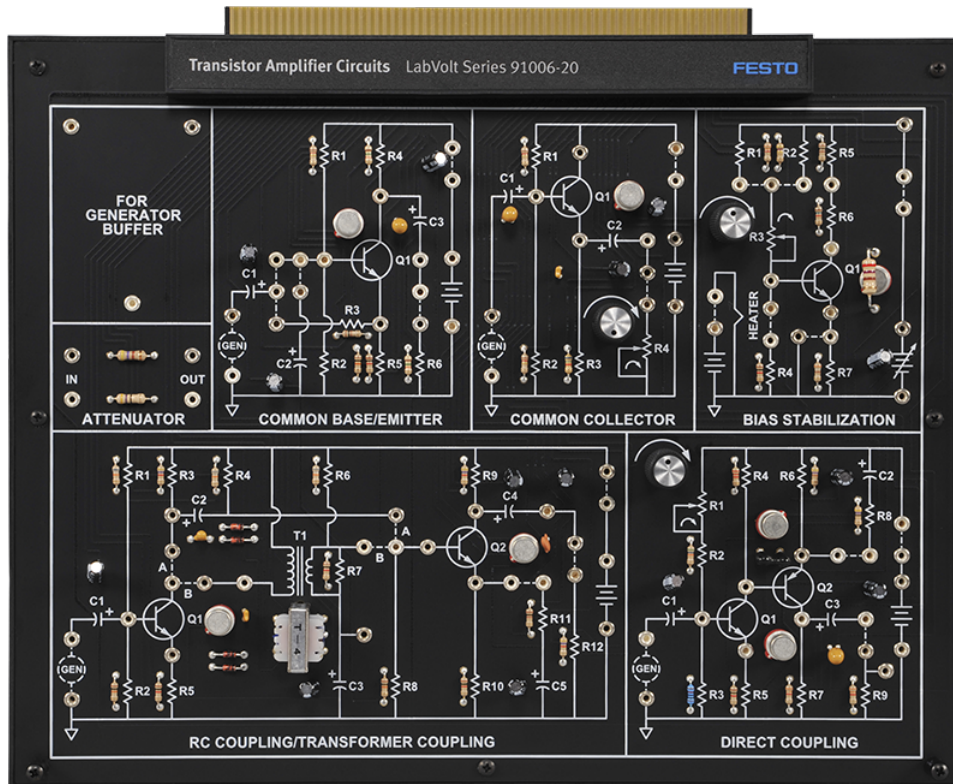 Transistor Amplifier Circuits LabVolt Series 91006-20 FESTO
FOR
GENERATOR
BUFFER
IN OUT
ATTENUATOR
R1 R4
C3
Q1
C1
R3
GEN
C2 R2 R5 R6
COMMON BASE/EMITTER
R1
C1
Q1
C2
GEN
R4
R2 R3
COMMON COLLECTOR
R1 R2 R5
R6
R3
Q1
HEATER
R4 R7
BIAS STABILIZATION
R1 R3 R4 R6 R9
C2 C4
A
T1
A
B
Q2
R7
A
B
C1
Q1
R11
R12
GEN
R2 R5 C3 R8 R10 C5
RC COUPLING/TRANSFORMER COUPLING
R4 R6 C2
R1
R8
R2
Q2
C1
Q1
C3
GEN
R3 R5 R7 R9
DIRECT COUPLING